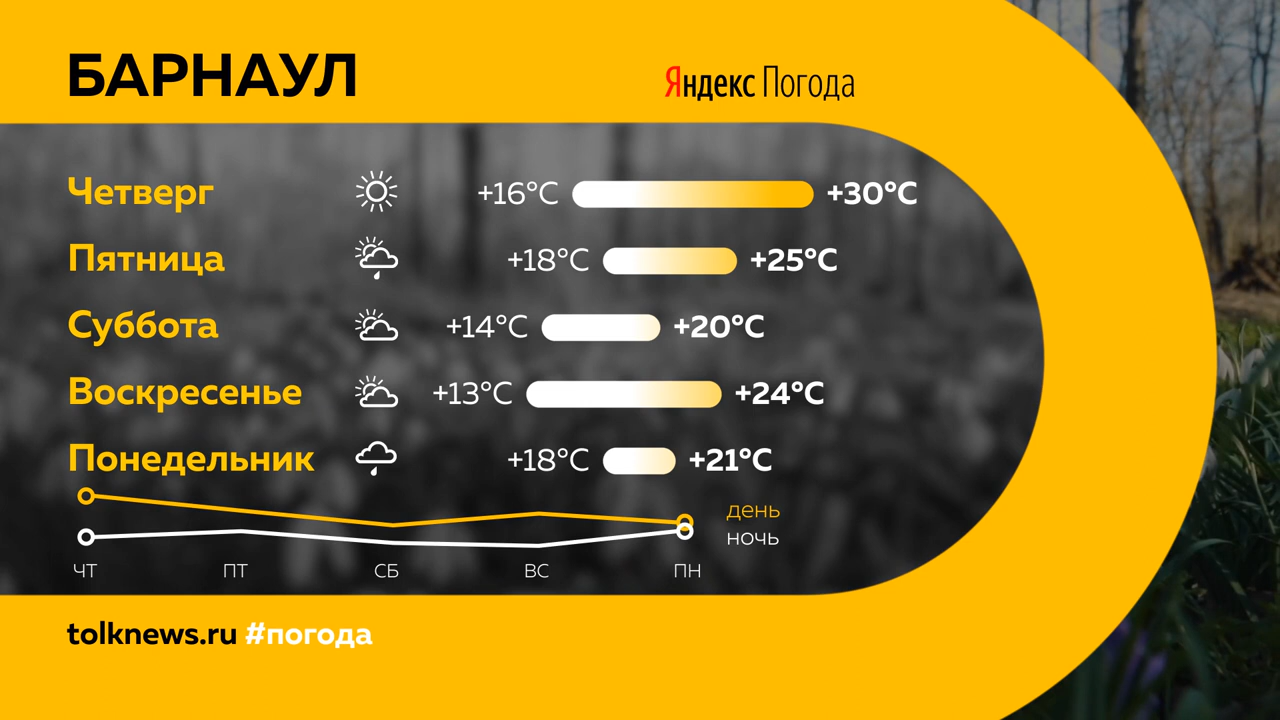 БАРНАУЛ
Яндекс Погода
Четверг +16°C +30°C
Пятница +18°C +25°C
Суббота +14°C +20°C
Воскресенье +13°C +24°C
Понедельник +18°C +21°C
день
ночь
ЧТ ПТ СБ ВС ПН
tolknews.ru #погода